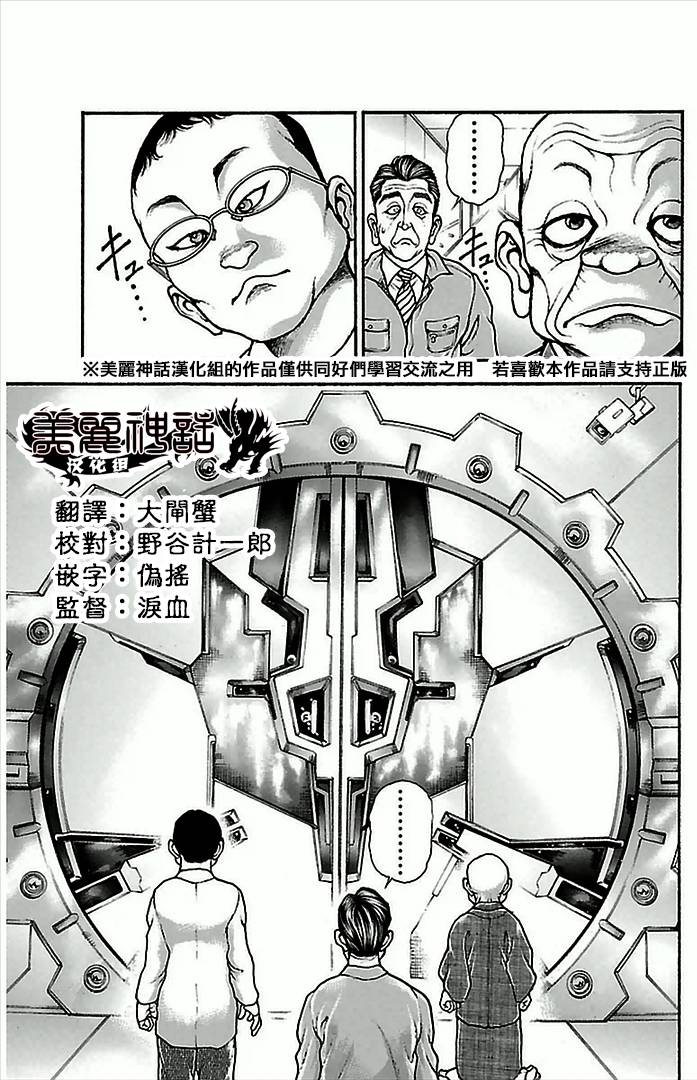 ………
キュ…
※美麗神話漢化組的作品僅供同好們學習交流之用 若喜歡本作品請支持正版
美麗神話
汉化组
翻譯：大閘蟹
校對：野谷計一郎
嵌字：偽搖
監督：淚血
………